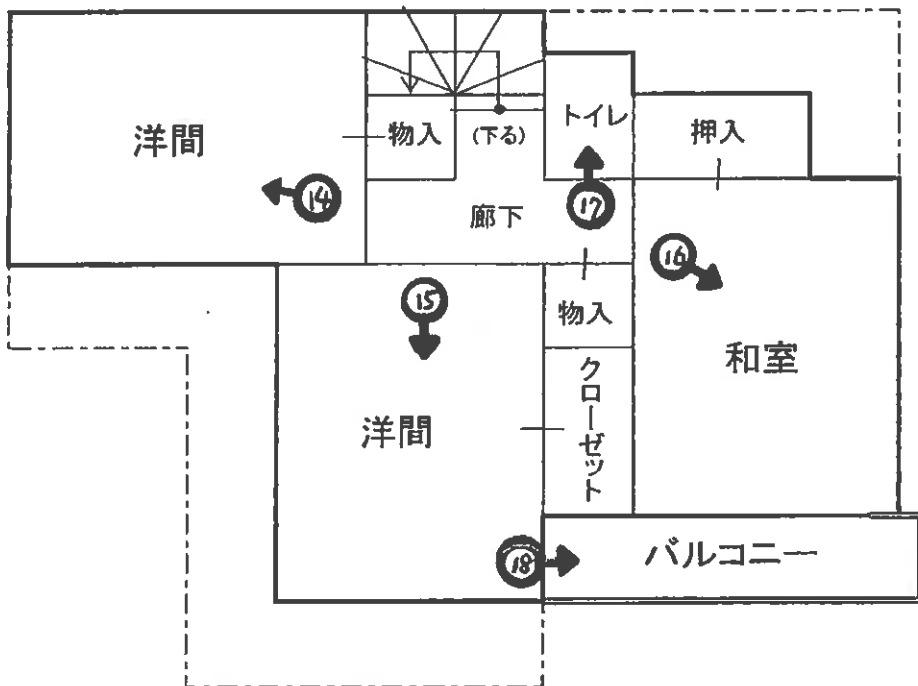 洋間
物入
(下る)
トイレ
押入
⑭
廊下
⑰
⑯
⑮
物入
和室
クローゼット
洋間
⑱
バルコニー